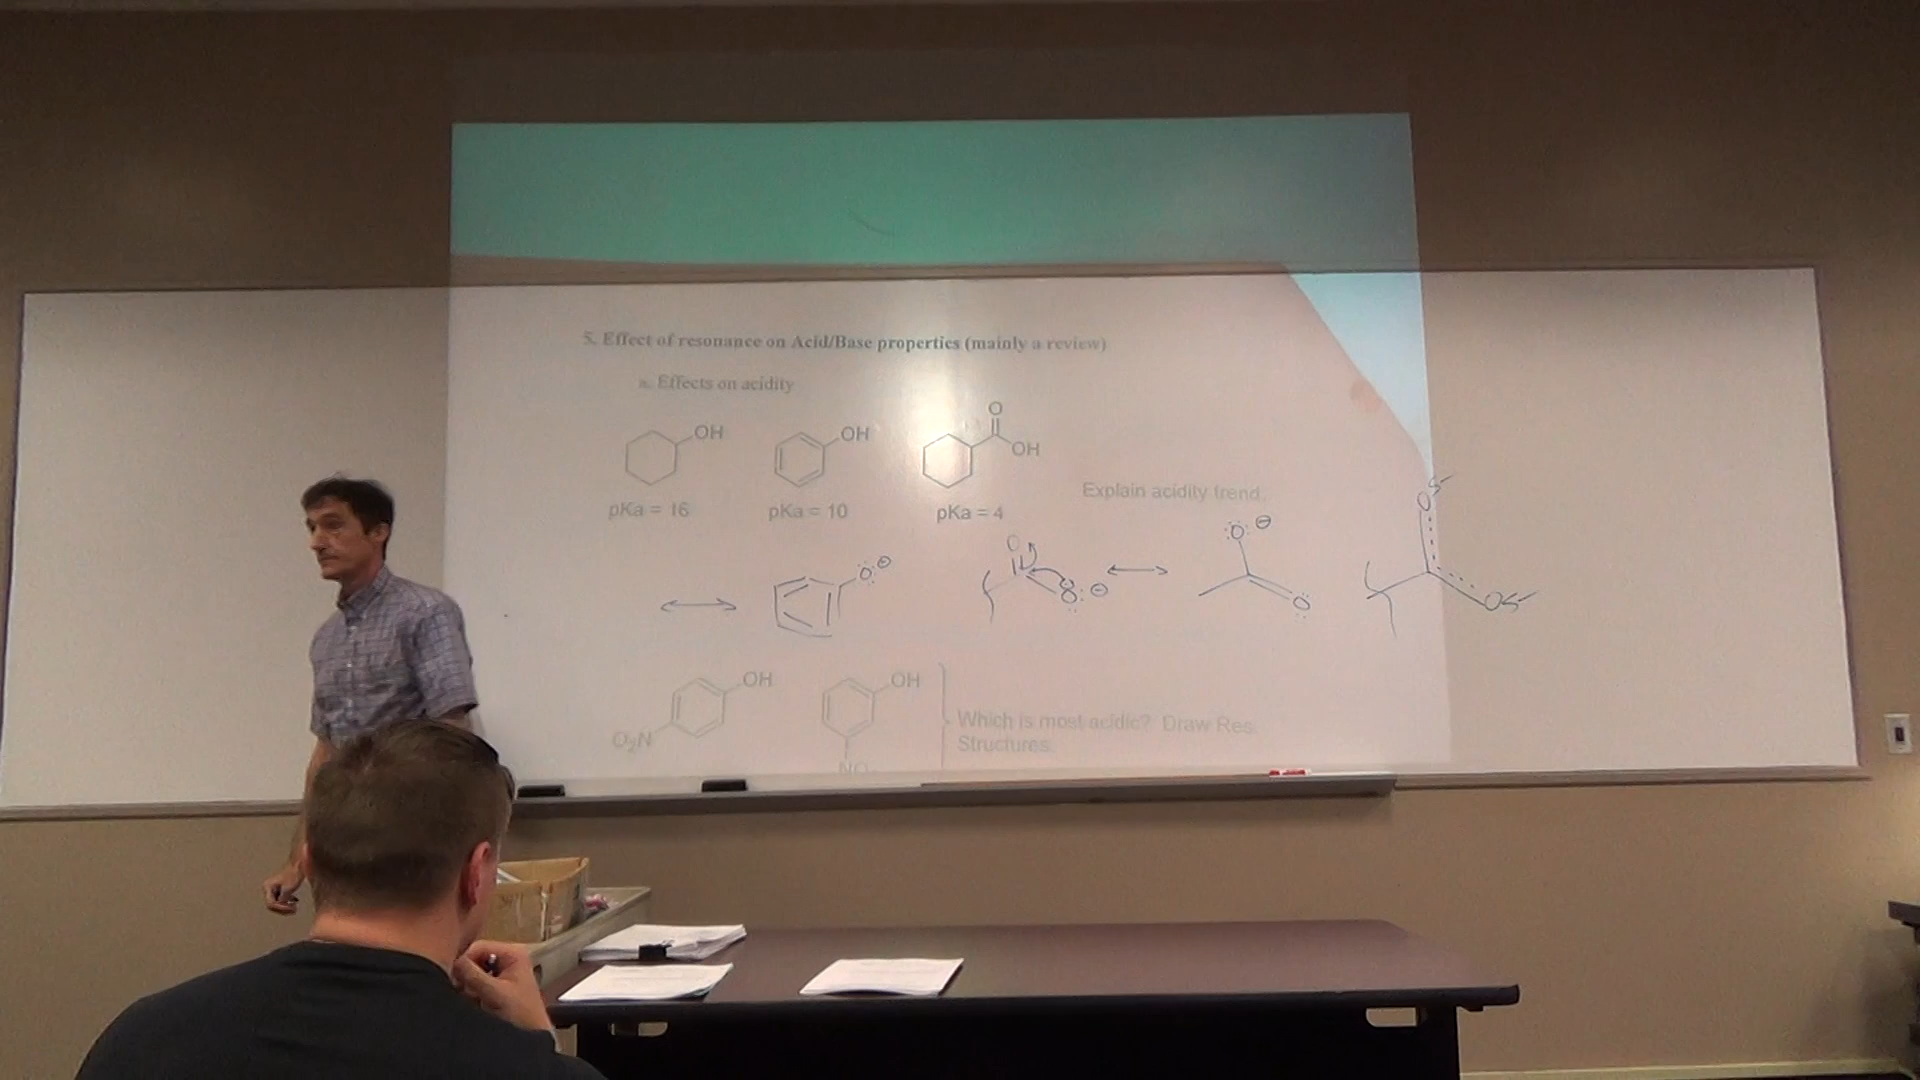 5. Effect of resonance on Acid/Base properties (mainly a review)
a. Effects on acidity
OH OH O OH
pKa = 16 pKa = 10 pKa = 4
Explain acidity trend.
O ⊖ O O ⊖ O ⊖ O O δ- O δ-
OH OH
O₂N
Which is most acidic? Draw Res.
Structures.